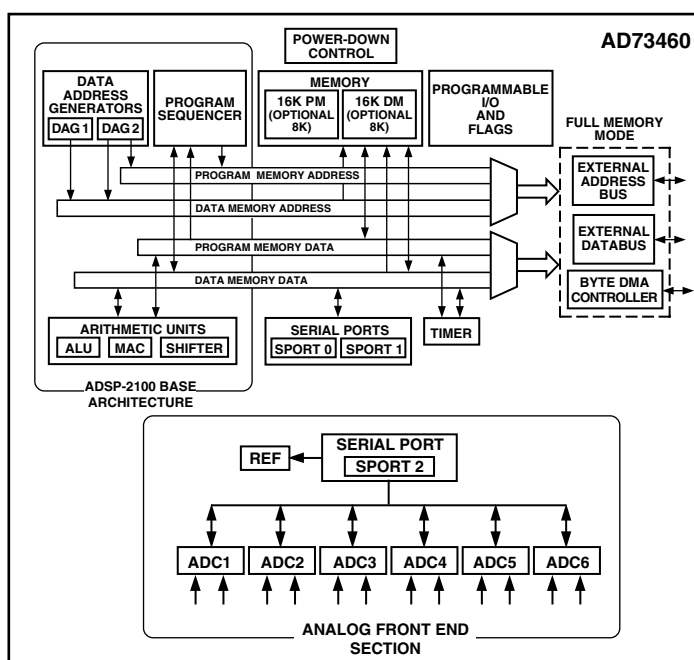 AD73460
POWER-DOWN
CONTROL
DATA
ADDRESS
GENERATORS
DAG 1
DAG 2
PROGRAM
SEQUENCER
MEMORY
16K PM
(OPTIONAL
8K)
16K DM
(OPTIONAL
8K)
PROGRAMMABLE
I/O
AND
FLAGS
FULL MEMORY
MODE
PROGRAM MEMORY ADDRESS
DATA MEMORY ADDRESS
PROGRAM MEMORY DATA
DATA MEMORY DATA
EXTERNAL
ADDRESS
BUS
EXTERNAL
DATABUS
BYTE DMA
CONTROLLER
ARITHMETIC UNITS
ALU
MAC
SHIFTER
SERIAL PORTS
SPORT 0
SPORT 1
TIMER
ADSP-2100 BASE
ARCHITECTURE
REF
SERIAL PORT
SPORT 2
ADC1
ADC2
ADC3
ADC4
ADC5
ADC6
ANALOG FRONT END
SECTION